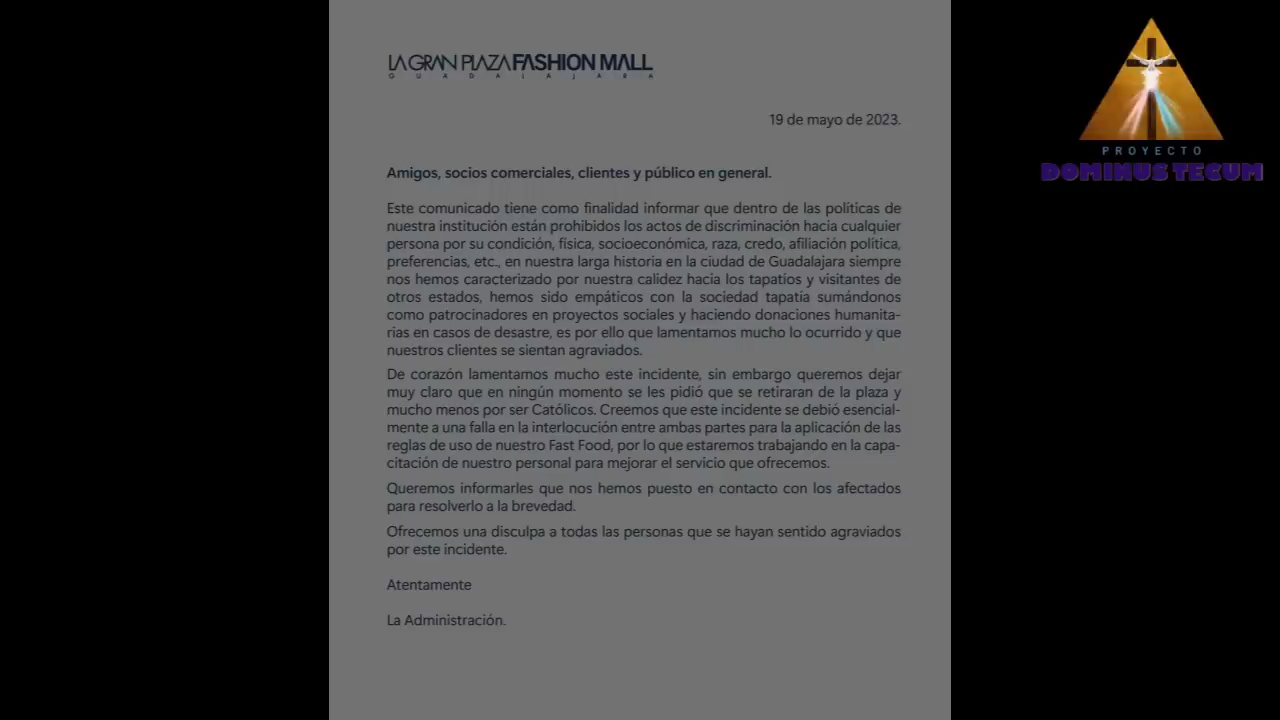 LA GRAN PLAZA FASHION MALL
GUADALAJARA
19 de mayo de 2023.
Amigos, socios comerciales, clientes y público en general.
Este comunicado tiene como finalidad informar que dentro de las políticas de
nuestra institución están prohibidos los actos de discriminación hacia cualquier
persona por su condición, física, socioeconómica, raza, credo, afiliación política,
preferencias, etc., en nuestra larga historia en la ciudad de Guadalajara siempre
nos hemos caracterizado por nuestra calidez hacia los tapatíos y visitantes de
otros estados, hemos sido empáticos con la sociedad tapatía sumándonos
como patrocinadores en proyectos sociales y haciendo donaciones humanita-
rias en casos de desastre, es por ello que lamentamos mucho lo ocurrido y que
nuestros clientes se sientan agraviados.
De corazón lamentamos mucho este incidente, sin embargo queremos dejar
muy claro que en ningún momento se les pidió que se retiraran de la plaza y
mucho menos por ser Católicos. Creemos que este incidente se debió esencial-
mente a una falla en la interlocución entre ambas partes para la aplicación de las
reglas de uso de nuestro Fast Food, por lo que estaremos trabajando en la capa-
citación de nuestro personal para mejorar el servicio que ofrecemos.
Queremos informarles que nos hemos puesto en contacto con los afectados
para resolverlo a la brevedad.
Ofrecemos una disculpa a todas las personas que se hayan sentido agraviados
por este incidente.
Atentamente
La Administración.
PROYECTO
DOMINUS TECUM